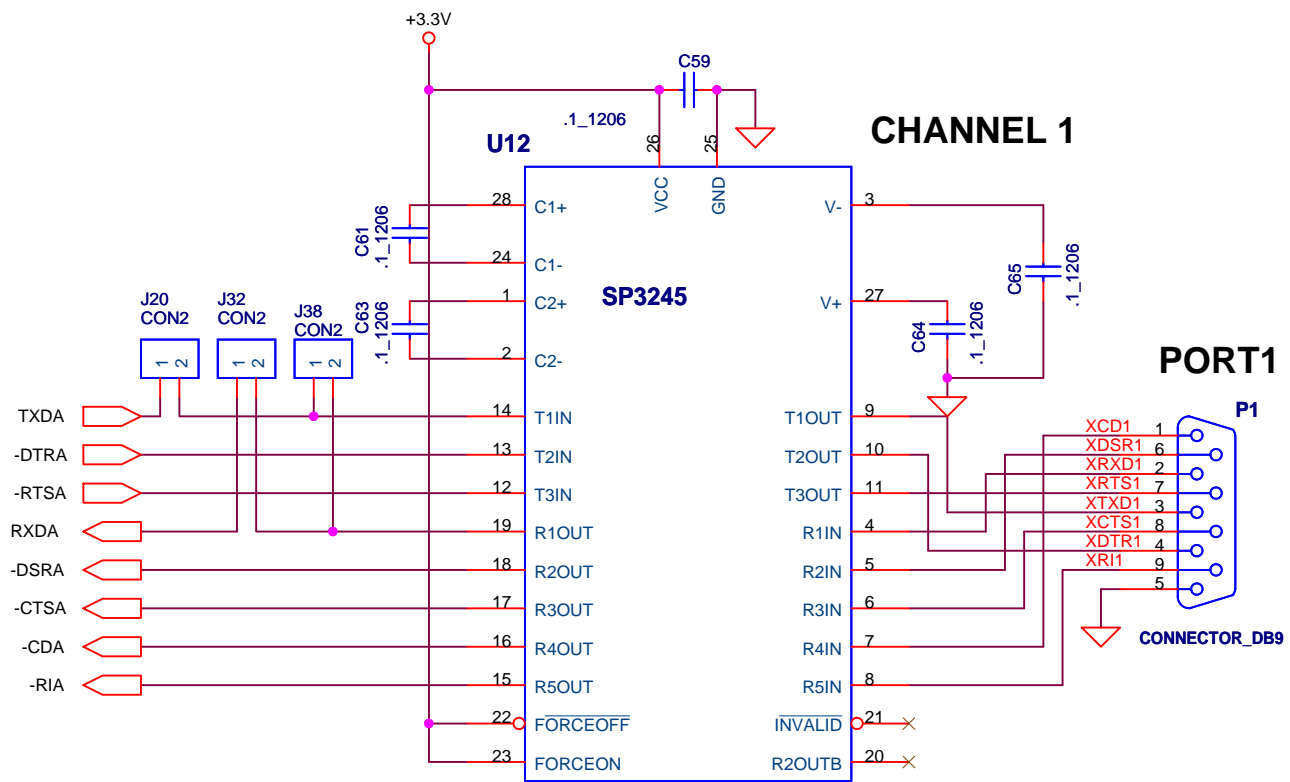 +3.3V
C59
.1_1206
CHANNEL 1
U12
26
25
VCC
GND
28
C1+
V-
3
C61
.1_1206
24
C1-
C65
.1_1206
J20
CON2
J32
CON2
J38
CON2
1
C2+
SP3245
V+
27
C63
.1_1206
C64
.1_1206
1
2
1
2
1
2
2
C2-
PORT1
P1
TXDA
14
T1IN
T1OUT
9
XCD1
1
-DTRA
13
T2IN
T2OUT
10
XDSR1
6
XRXD1
2
-RTSA
12
T3IN
T3OUT
11
XRTS1
7
XTXD1
3
RXDA
19
R1OUT
R1IN
4
XCTS1
8
XDTR1
4
-DSRA
18
R2OUT
R2IN
5
XRI1
9
5
-CTSA
17
R3OUT
R3IN
6
CONNECTOR_DB9
-CDA
16
R4OUT
R4IN
7
-RIA
15
R5OUT
R5IN
8
22
FORCEOFF
INVALID
21
23
FORCEON
R2OUTB
20